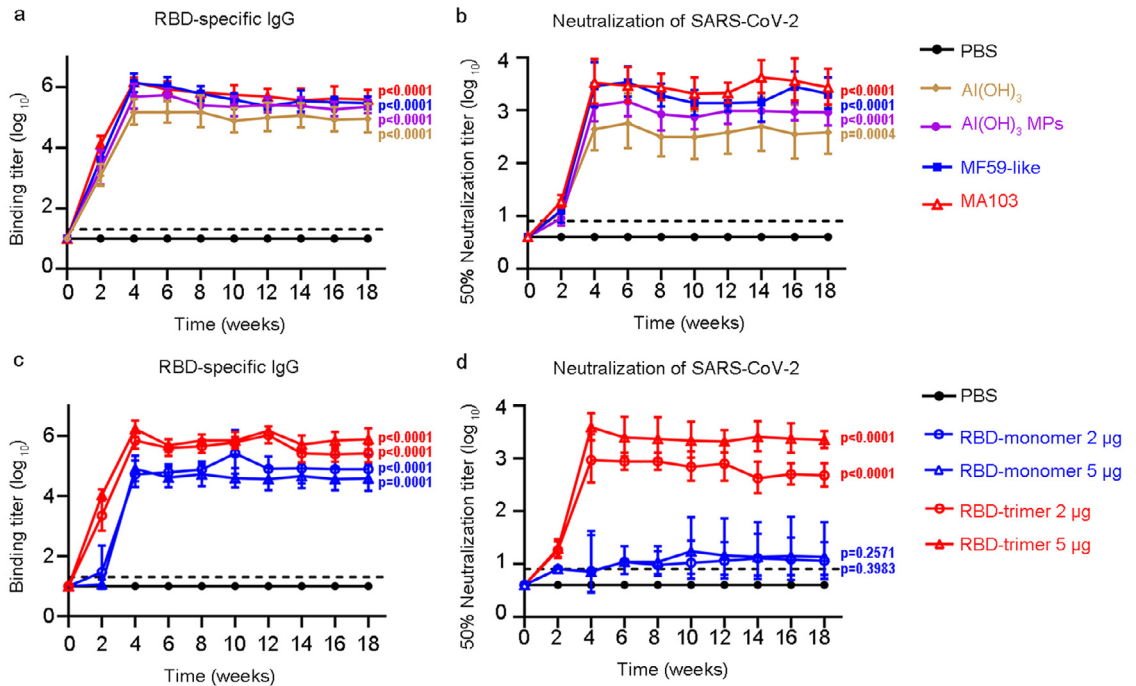 a
RBD-specific IgG
Binding titer (log 10)
6
4
2
0
0 2 4 6 8 10 12 14 16 18
Time (weeks)
p<0.0001
p<0.0001
p<0.0001
p<0.0001
b
Neutralization of SARS-CoV-2
50% Neutralization titer (log 10)
4
3
2
1
0
0 2 4 6 8 10 12 14 16 18
Time (weeks)
p<0.0001
p<0.0001
p<0.0001
p=0.0004
PBS
Al(OH)3
Al(OH)3 MPs
MF59-like
MA103
c
RBD-specific IgG
Binding titer (log 10)
6
4
2
0
0 2 4 6 8 10 12 14 16 18
Time (weeks)
p<0.0001
p<0.0001
p<0.0001
p=0.0001
d
Neutralization of SARS-CoV-2
50% Neutralization titer (log 10)
4
3
2
1
0
0 2 4 6 8 10 12 14 16 18
Time (weeks)
p<0.0001
p<0.0001
p=0.2571
p=0.3983
PBS
RBD-monomer 2 µg
RBD-monomer 5 µg
RBD-trimer 2 µg
RBD-trimer 5 µg